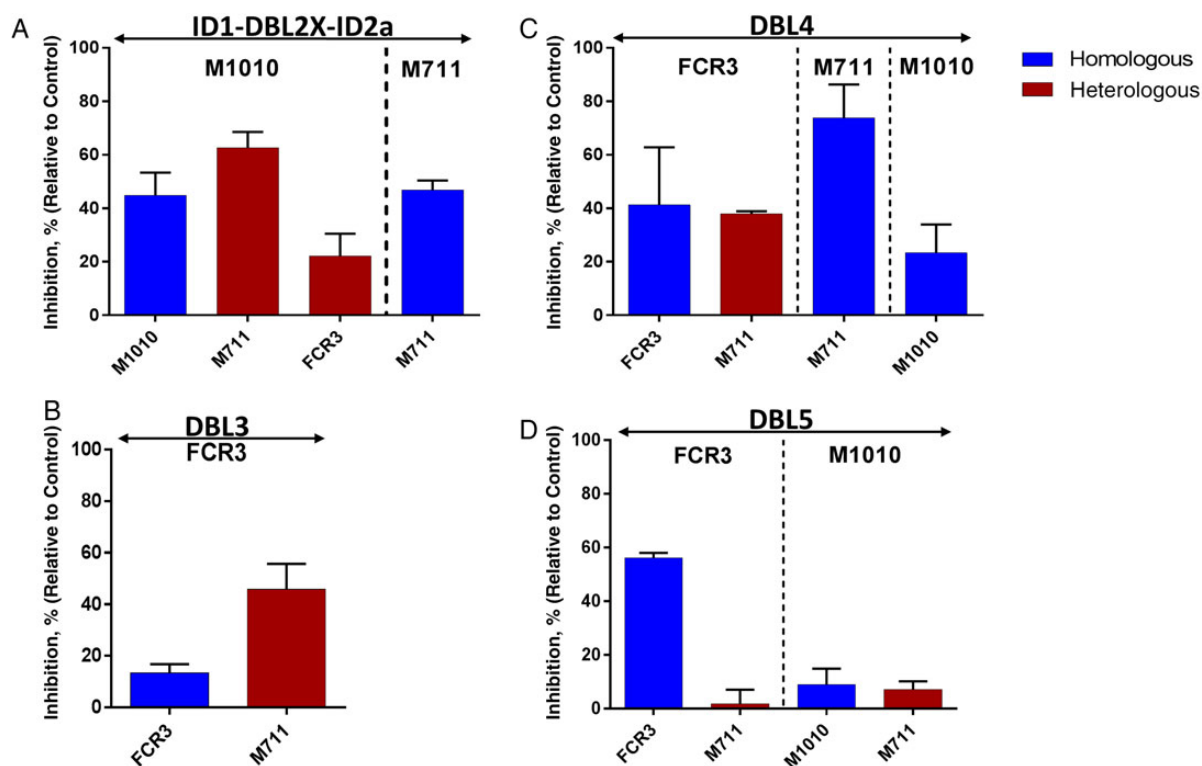 A
ID1-DBL2X-ID2a
M1010 M711
Inhibition, % (Relative to Control)
100
80
60
40
20
0
M1010 M711 FCR3 M711
C
DBL4
FCR3 M711 M1010
Inhibition, % (Relative to Control)
100
80
60
40
20
0
FCR3 M711 M711 M1010
Homologous
Heterologous
B
DBL3
FCR3
Inhibition, % (Relative to Control)
100
80
60
40
20
0
FCR3 M711
D
DBL5
FCR3 M1010
Inhibition, % (Relative to Control)
100
80
60
40
20
0
FCR3 M711 M1010 M711